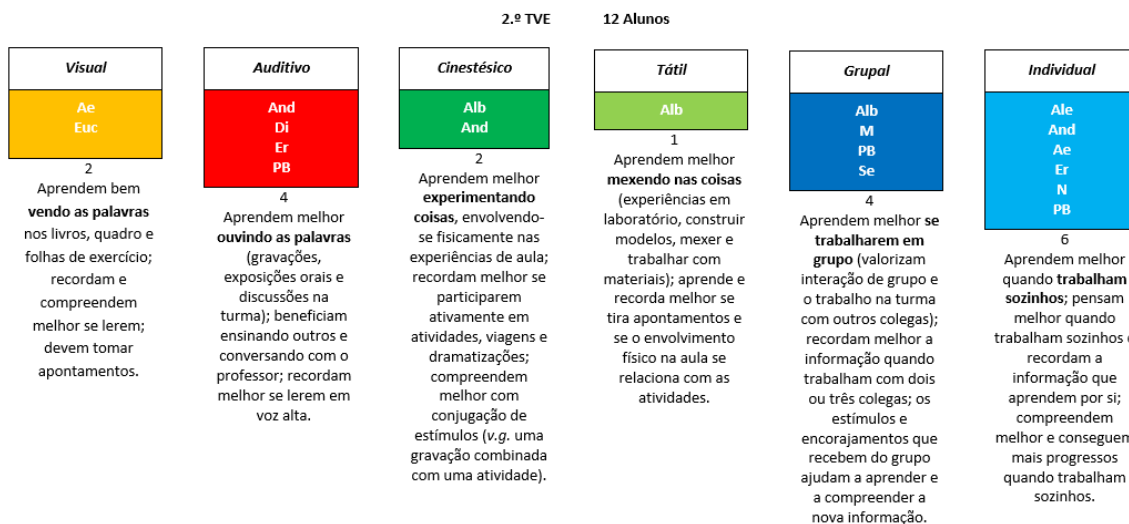 2.º TVE 12 Alunos
Visual
Ae
Euc
2
Aprendem bem
vendo as palavras
nos livros, quadro e
folhas de exercício;
recordam e
compreendem
melhor se lerem;
devem tomar
apontamentos.
Auditivo
And
Di
Er
PB
4
Aprendem melhor
ouvindo as palavras
(gravações,
exposições orais e
discussões na
turma); beneficiam
ensinando outros e
conversando com o
professor; recordam
melhor se lerem em
voz alta.
Cinestésico
Alb
And
2
Aprendem melhor
experimentando
coisas, envolvendo-
se fisicamente nas
experiências de aula;
recordam melhor se
participarem
ativamente em
atividades, viagens e
dramatizações;
compreendem
melhor com
conjugação de
estímulos (v.g. uma
gravação combinada
com uma atividade).
Tátil
Alb
1
Aprendem melhor
mexendo nas coisas
(experiências em
laboratório, construir
modelos, mexer e
trabalhar com
materiais); aprende e
recorda melhor se
tira apontamentos e
se o envolvimento
físico na aula se
relaciona com as
atividades.
Grupal
Alb
M
PB
Se
4
Aprendem melhor se
trabalharem em
grupo (valorizam
interação de grupo e
o trabalho na turma
com outros colegas);
recordam melhor a
informação quando
trabalham com dois
ou três colegas; os
estímulos e
encorajamentos que
recebem do grupo
ajudam a aprender e
a compreender a
nova informação.
Individual
Ale
And
Ae
Er
N
PB
6
Aprendem melhor
quando trabalham
sozinhos; pensam
melhor quando
trabalham sozinhos
recordam a
informação que
aprendem por si;
compreendem
melhor e conseguem
mais progressos
quando trabalham
sozinhos.